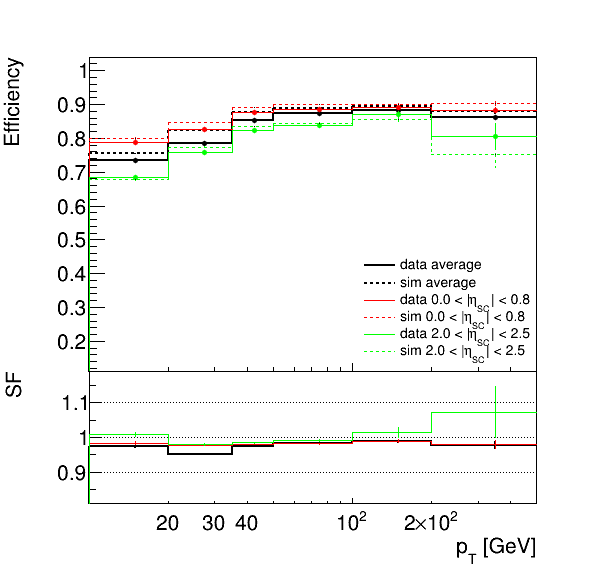 Efficiency
1
0.9
0.8
0.7
0.6
0.5
0.4
0.3
0.2
data average
sim average
data 0.0 < |η_SC| < 0.8
sim 0.0 < |η_SC| < 0.8
data 2.0 < |η_SC| < 2.5
sim 2.0 < |η_SC| < 2.5
SF
1.1
1
0.9
20 30 40 10² 2×10²
p_T [GeV]